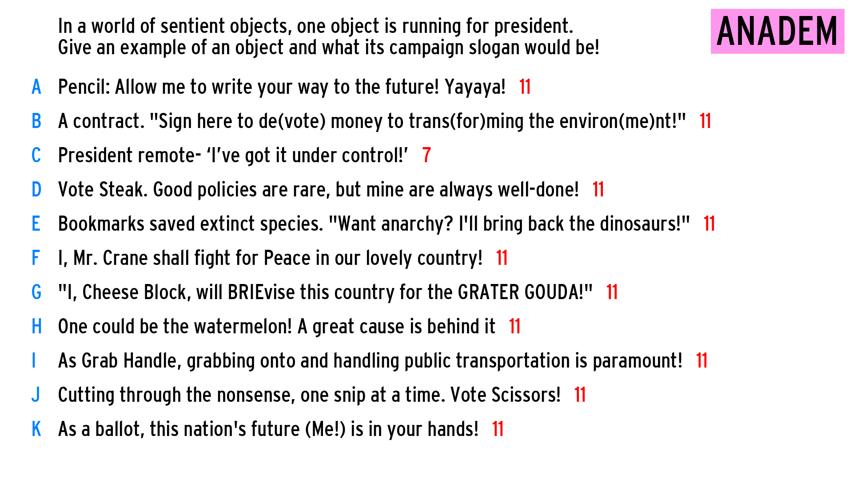 In a world of sentient objects, one object is running for president.
Give an example of an object and what its campaign slogan would be!
ANADEM
A Pencil: Allow me to write your way to the future! Yayaya! 11
B A contract. "Sign here to de(vote) money to trans(for)ming the environ(me)nt!" 11
C President remote- ‘I’ve got it under control!’ 7
D Vote Steak. Good policies are rare, but mine are always well-done! 11
E Bookmarks saved extinct species. "Want anarchy? I'll bring back the dinosaurs!" 11
F I, Mr. Crane shall fight for Peace in our lovely country! 11
G "I, Cheese Block, will BRIEvise this country for the GRATER GOUDA!" 11
H One could be the watermelon! A great cause is behind it 11
I As Grab Handle, grabbing onto and handling public transportation is paramount! 11
J Cutting through the nonsense, one snip at a time. Vote Scissors! 11
K As a ballot, this nation's future (Me!) is in your hands! 11